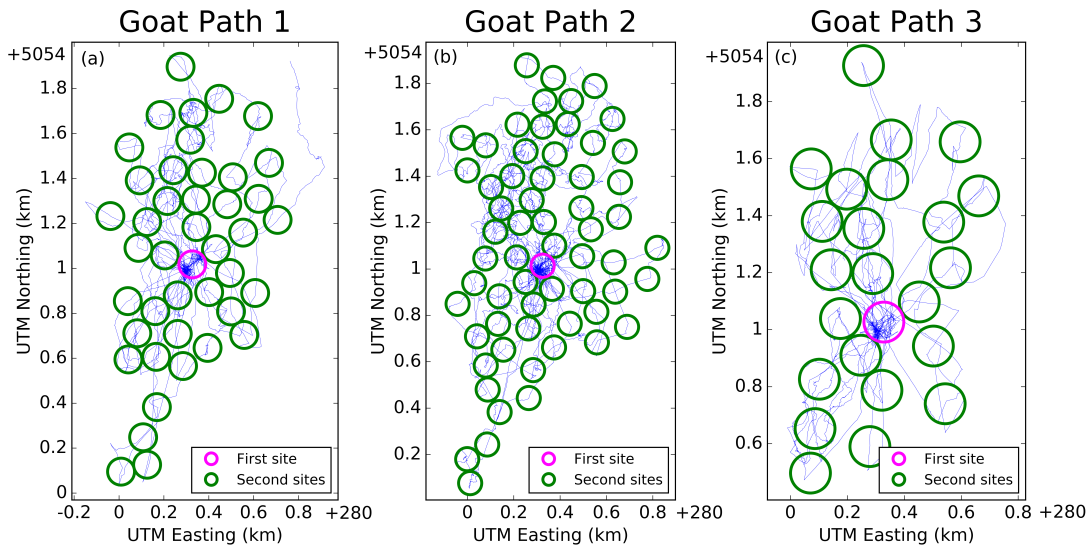 Goat Path 1
+5054
(a)
1.8
1.6
1.4
1.2
1
0.8
0.6
0.4
0.2
0
UTM Northing (km)
First site
Second sites
-0.2 0 0.2 0.4 0.6 0.8 +280
UTM Easting (km)
Goat Path 2
+5054
(b)
1.8
1.6
1.4
1.2
1
0.8
0.6
0.4
0.2
UTM Northing (km)
First site
Second sites
0 0.2 0.4 0.6 0.8 +280
UTM Easting (km)
Goat Path 3
+5054
(c)
1.8
1.6
1.4
1.2
1
0.8
0.6
UTM Northing (km)
First site
Second sites
0 0.2 0.4 0.6 0.8 +280
UTM Easting (km)